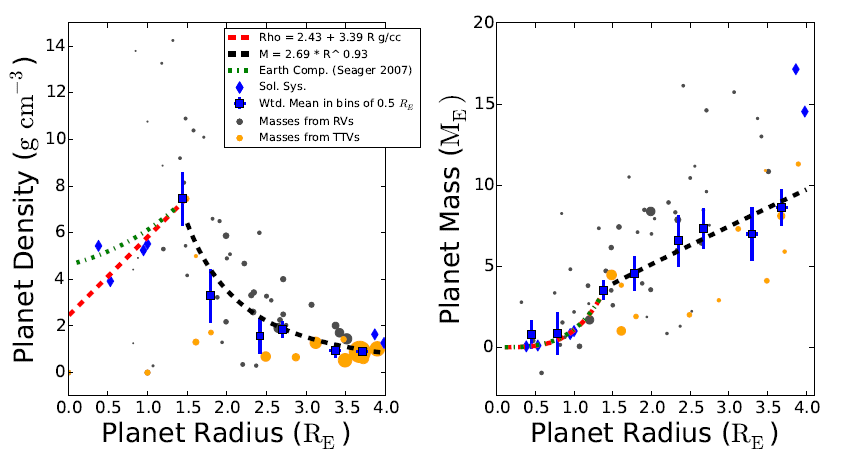 Rho = 2.43 + 3.39 R g/cc
M = 2.69 * R^ 0.93
Earth Comp. (Seager 2007)
Sol. Sys.
Wtd. Mean in bins of 0.5 R_E
Masses from RVs
Masses from TTVs
Planet Density (g cm⁻³)
14
12
10
8
6
4
2
0
0.0 0.5 1.0 1.5 2.0 2.5 3.0 3.5 4.0
Planet Radius (R_E)
Planet Mass (M_E)
20
15
10
5
0
0.0 0.5 1.0 1.5 2.0 2.5 3.0 3.5 4.0
Planet Radius (R_E)